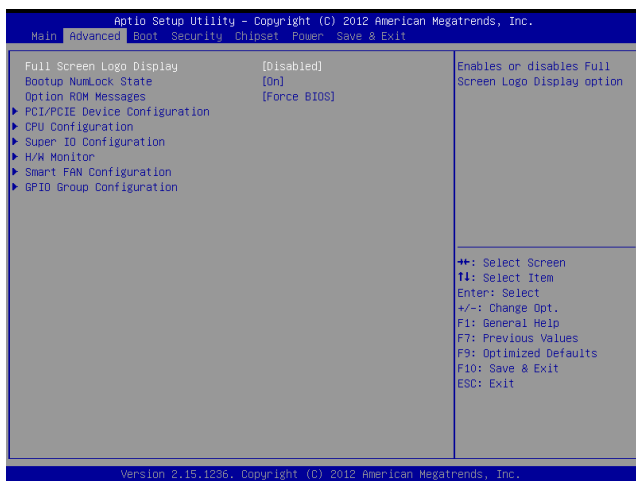 Aptio Setup Utility – Copyright (C) 2012 American Megatrends, Inc.
Main Advanced Boot Security Chipset Power Save & Exit
Full Screen Logo Display [Disabled]
Bootup NumLock State [On]
Option ROM Messages [Force BIOS]
▶ PCI/PCIE Device Configuration
▶ CPU Configuration
▶ Super IO Configuration
▶ H/W Monitor
▶ Smart FAN Configuration
▶ GPIO Group Configuration
Enables or disables Full
Screen Logo Display option
→←: Select Screen
↑↓: Select Item
Enter: Select
+/-: Change Opt.
F1: General Help
F7: Previous Values
F9: Optimized Defaults
F10: Save & Exit
ESC: Exit
Version 2.15.1236. Copyright (C) 2012 American Megatrends, Inc.